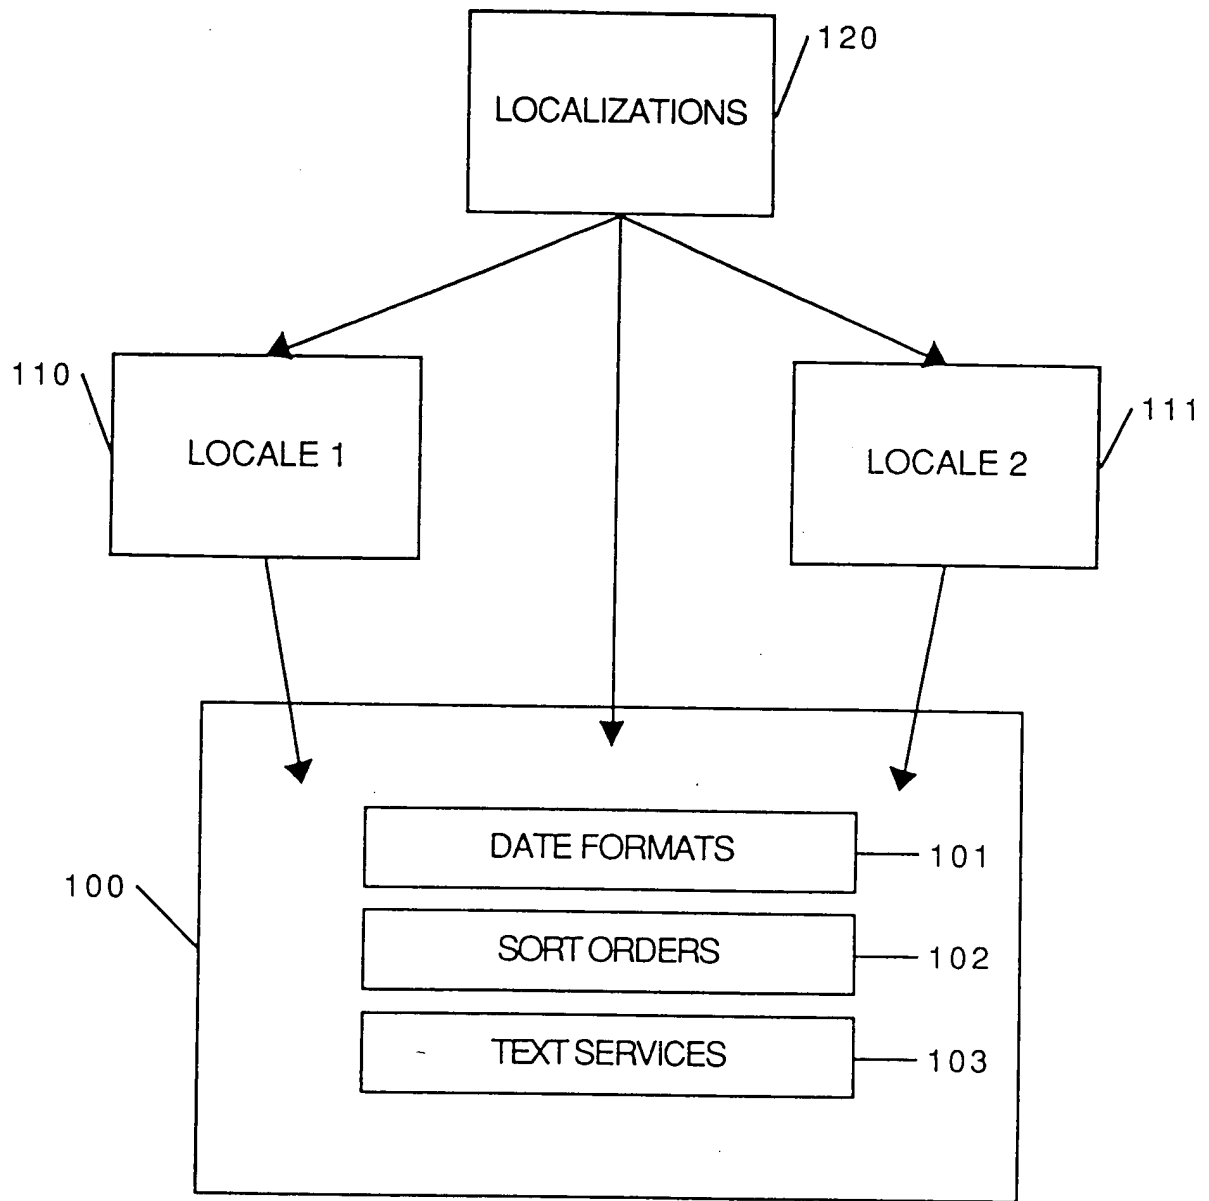 120
LOCALIZATIONS
110
LOCALE 1
111
LOCALE 2
DATE FORMATS
101
100
SORT ORDERS
102
TEXT SERVICES
103